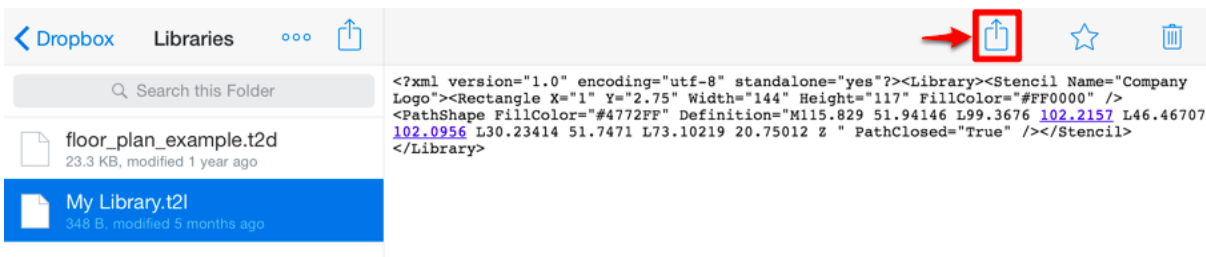 Dropbox
Libraries
Search this Folder
floor_plan_example.t2d
23.3 KB, modified 1 year ago
My Library.t2l
348 B, modified 5 months ago
<?xml version="1.0" encoding="utf-8" standalone="yes"?><Library><Stencil Name="Company
Logo"><Rectangle X="1" Y="2.75" Width="144" Height="117" FillColor="#FF0000" />
<PathShape FillColor="#4772FF" Definition="M115.829 51.94146 L99.3676 102.2157 L46.46707
102.0956 L30.23414 51.7471 L73.10219 20.75012 Z " PathClosed="True" /></Stencil>
</Library>